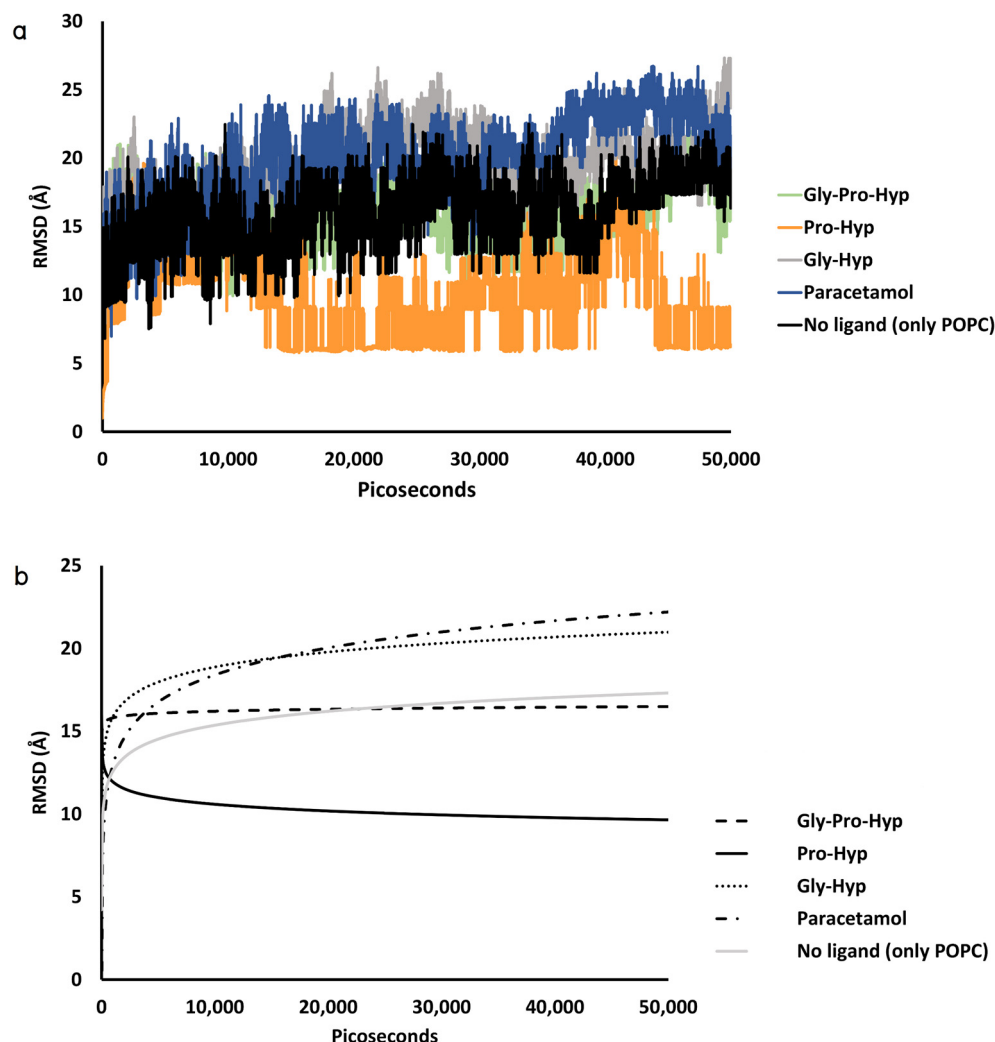 a
30
25
20
15
10
5
0
RMSD (Å)
0 10,000 20,000 30,000 40,000 50,000
Picoseconds
Gly-Pro-Hyp
Pro-Hyp
Gly-Hyp
Paracetamol
No ligand (only POPC)
b
25
20
15
10
5
0
RMSD (Å)
0 10,000 20,000 30,000 40,000 50,000
Picoseconds
Gly-Pro-Hyp
Pro-Hyp
Gly-Hyp
Paracetamol
No ligand (only POPC)